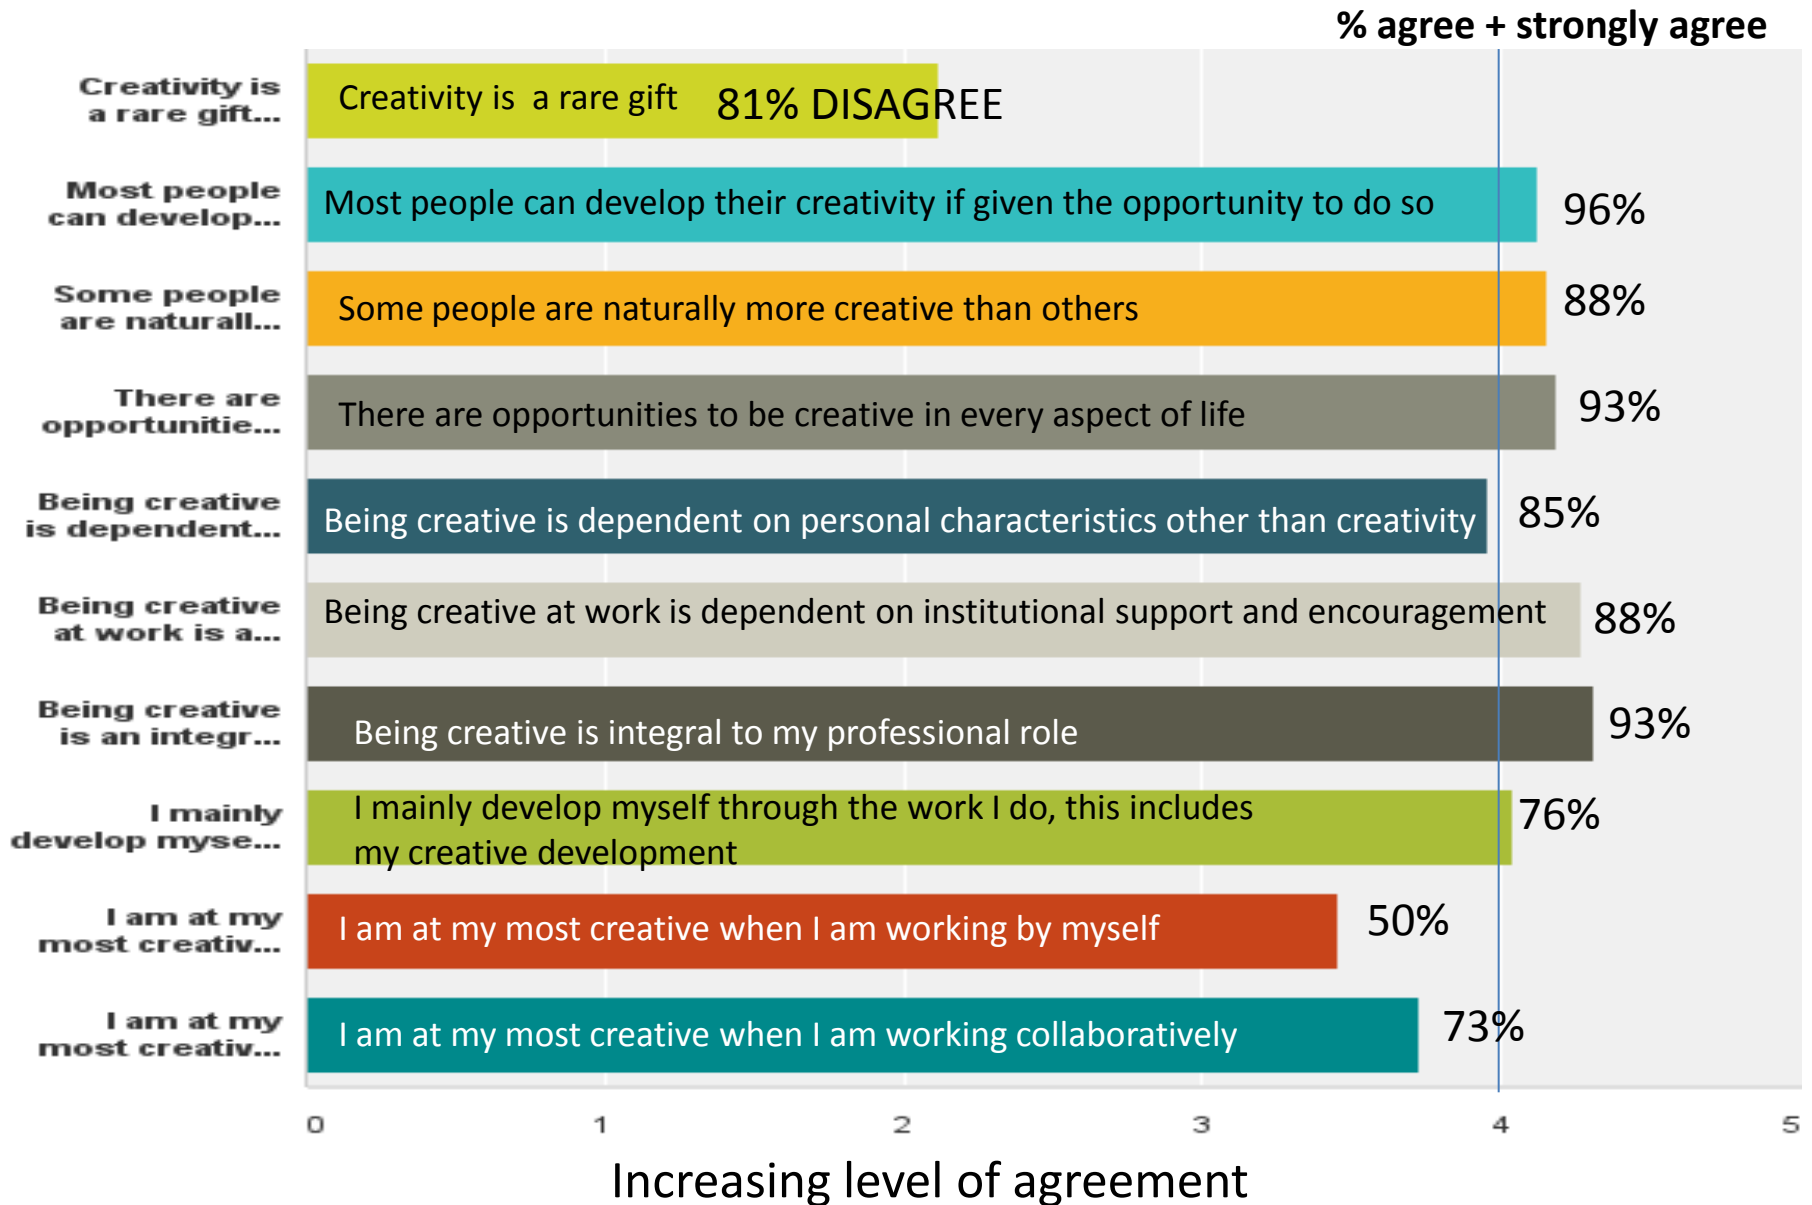 % agree + strongly agree
Creativity is
a rare gift...
Creativity is a rare gift 81% DISAGREE
Most people
can develop...
Most people can develop their creativity if given the opportunity to do so 96%
Some people
are naturall...
Some people are naturally more creative than others 88%
There are
opportunitie...
There are opportunities to be creative in every aspect of life 93%
Being creative
is dependent...
Being creative is dependent on personal characteristics other than creativity 85%
Being creative
at work is a...
Being creative at work is dependent on institutional support and encouragement 88%
Being creative
is an integr...
Being creative is integral to my professional role 93%
I mainly
develop myse...
I mainly develop myself through the work I do, this includes
my creative development
76%
I am at my
most creativ...
I am at my most creative when I am working by myself 50%
I am at my
most creativ...
I am at my most creative when I am working collaboratively 73%
0 1 2 3 4 5
Increasing level of agreement